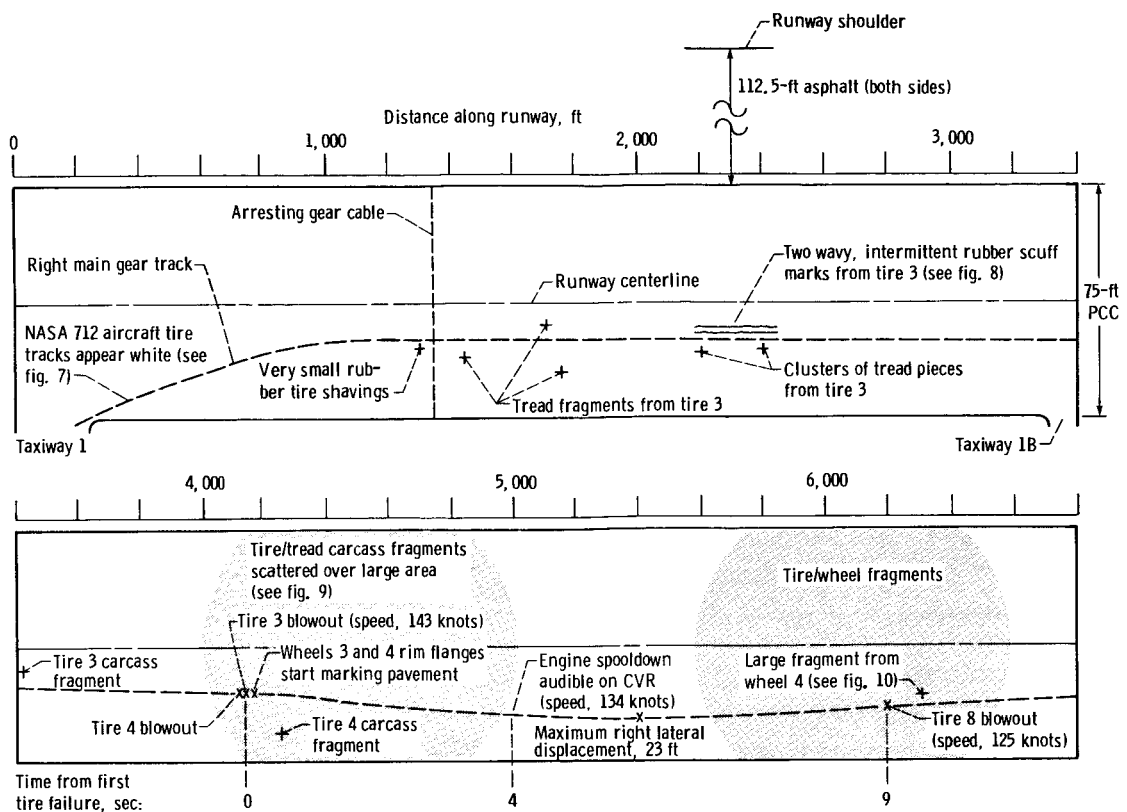 Runway shoulder
112.5-ft asphalt (both sides)
Distance along runway, ft
0
1,000
2,000
3,000
Arresting gear cable
Right main gear track
Runway centerline
Two wavy, intermittent rubber scuff
marks from tire 3 (see fig. 8)
75-ft
PCC
NASA 712 aircraft tire
tracks appear white (see
fig. 7)
Very small rub-
ber tire shavings
Tread fragments from tire 3
Clusters of tread pieces
from tire 3
Taxiway 1
Taxiway 1B
4,000
5,000
6,000
Tire/tread carcass fragments
scattered over large area
(see fig. 9)
Tire/wheel fragments
Tire 3 blowout (speed, 143 knots)
Tire 3 carcass
fragment
Wheels 3 and 4 rim flanges
start marking pavement
Engine spooldown
audible on CVR
(speed, 134 knots)
Large fragment from
wheel 4 (see fig. 10)
Tire 4 blowout
Tire 4 carcass
fragment
Maximum right lateral
displacement, 23 ft
Tire 8 blowout
(speed, 125 knots)
Time from first
tire failure, sec:
0
4
9